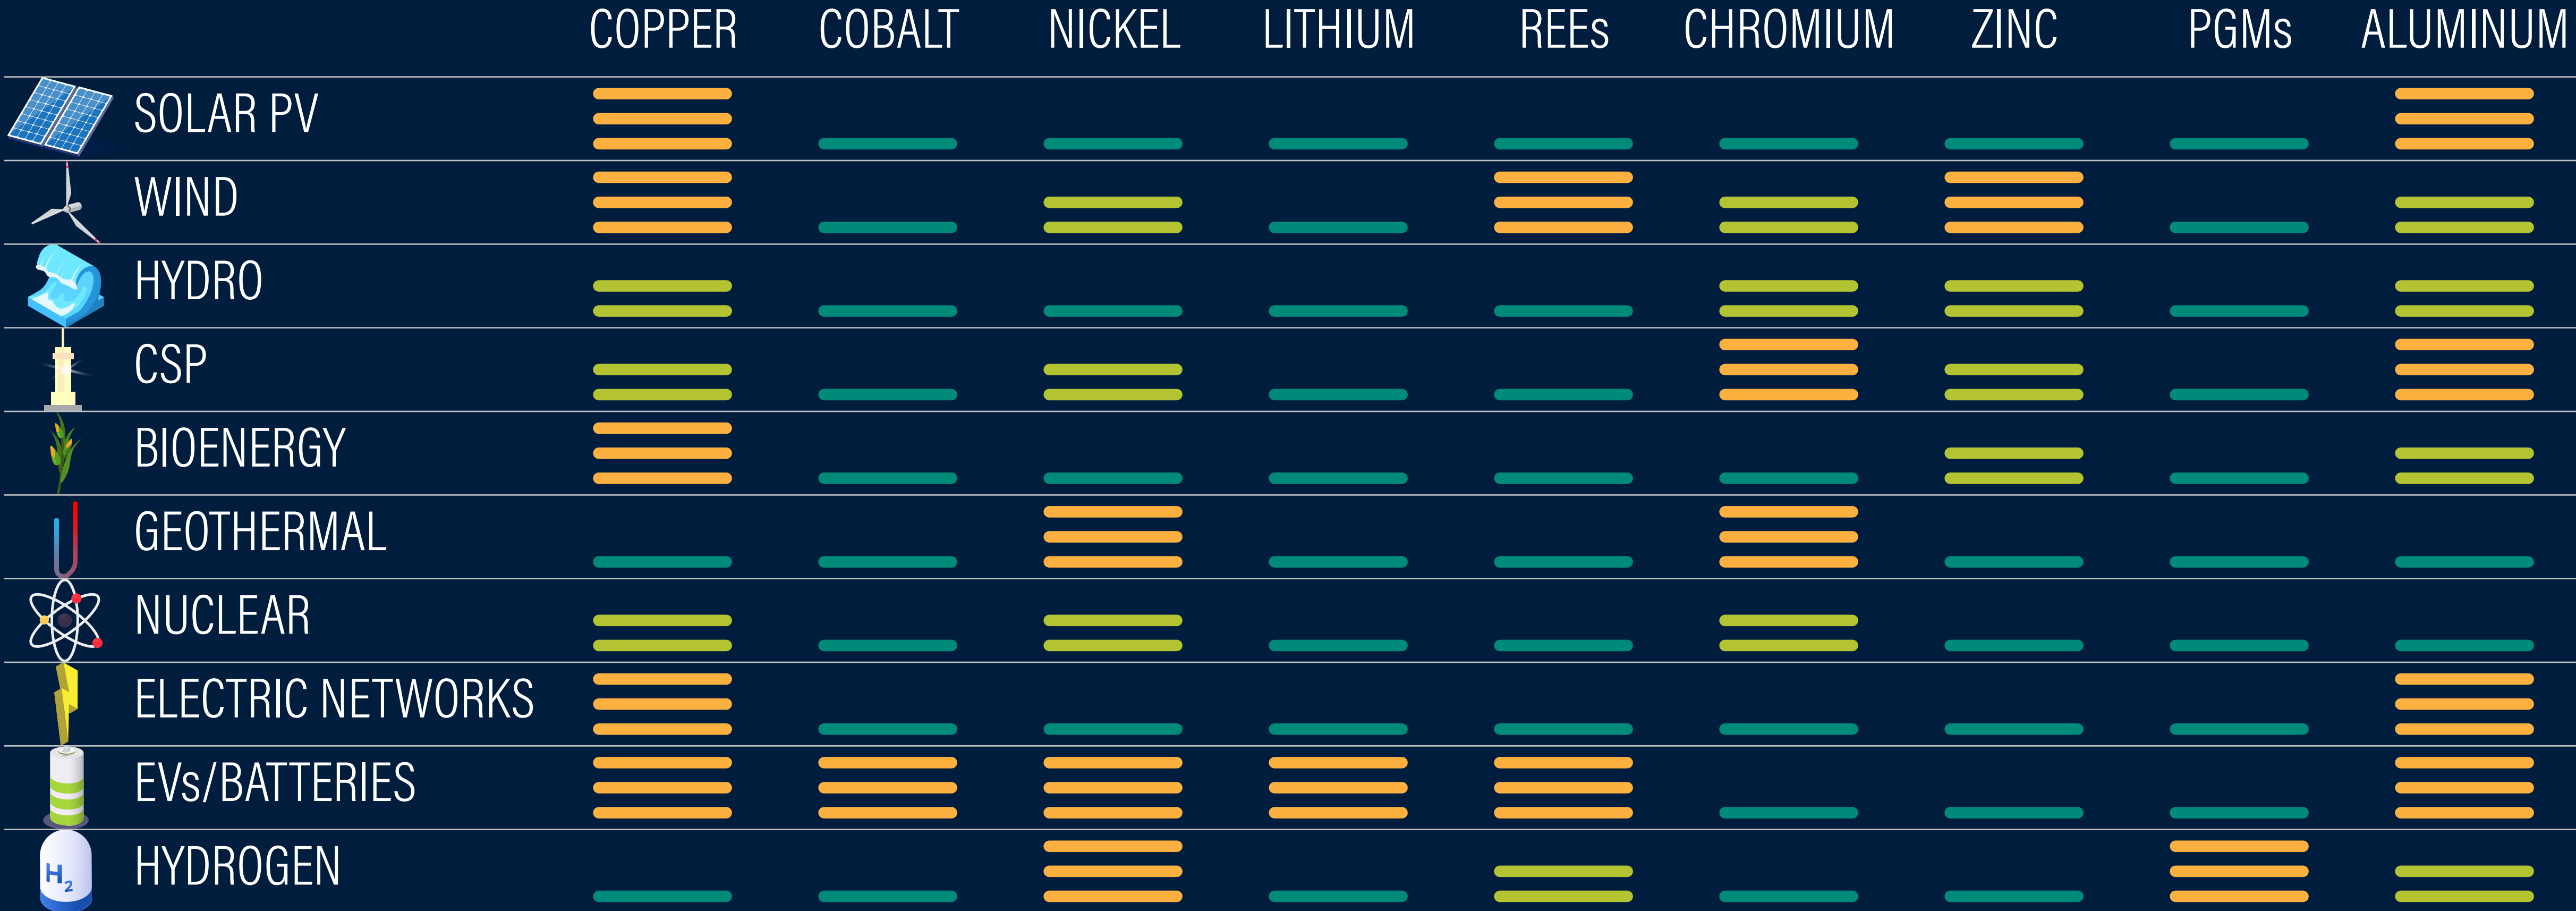 COPPER COBALT NICKEL LITHIUM REEs CHROMIUM ZINC PGMs ALUMINUM
SOLAR PV
WIND
HYDRO
CSP
BIOENERGY
GEOTHERMAL
NUCLEAR
ELECTRIC NETWORKS
EVs/BATTERIES
HYDROGEN
H₂